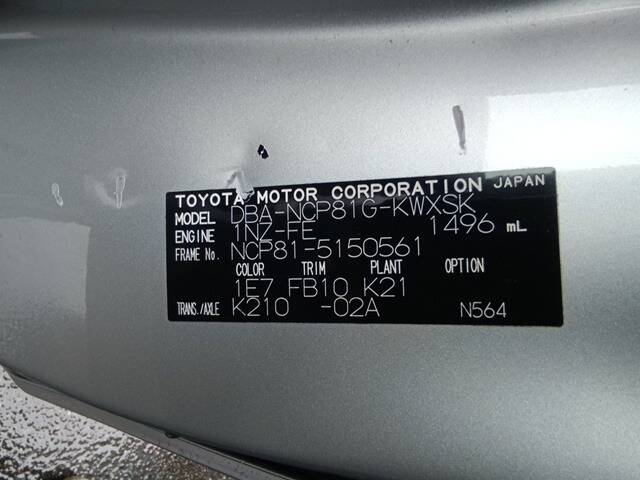 TOYOTA MOTOR CORPORATION JAPAN
MODEL DBA-NCP81G-KWXSK
ENGINE 1NZ-FE 1496 mL
FRAME No. NCP81-5150561
COLOR TRIM PLANT OPTION
1E7 FB10 K21
TRANS./AXLE K210 -02A N564